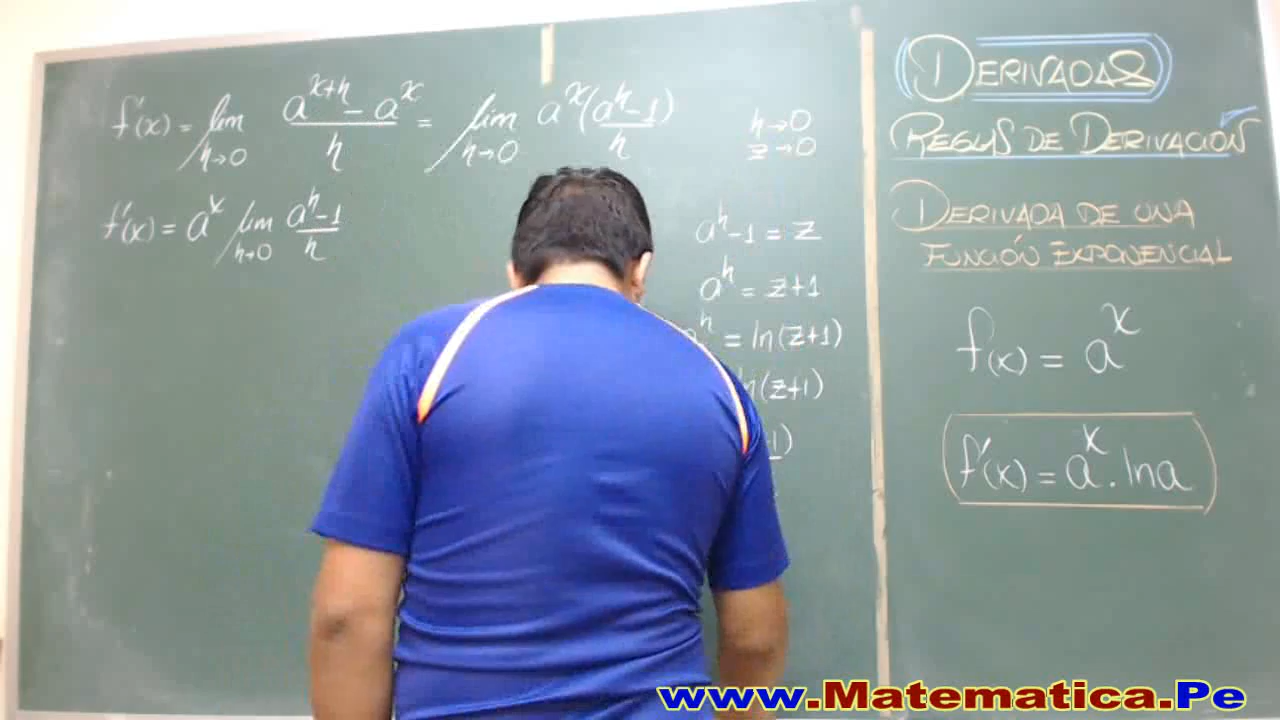 f'(x) = lim h→0 a^(x+h) - a^x / h = lim h→0 a^x (a^h - 1) / h
h→0
z→0
f'(x) = a^x lim h→0 a^h - 1 / h
a^h - 1 = z
a^h = z+1
^h = ln(z+1)
(z+1)
DERIVADAS
REGLAS DE DERIVACIÓN
DERIVADA DE UNA
FUNCIÓN EXPONENCIAL
f(x) = a^x
f'(x) = a^x . ln a
www.Matematica.Pe